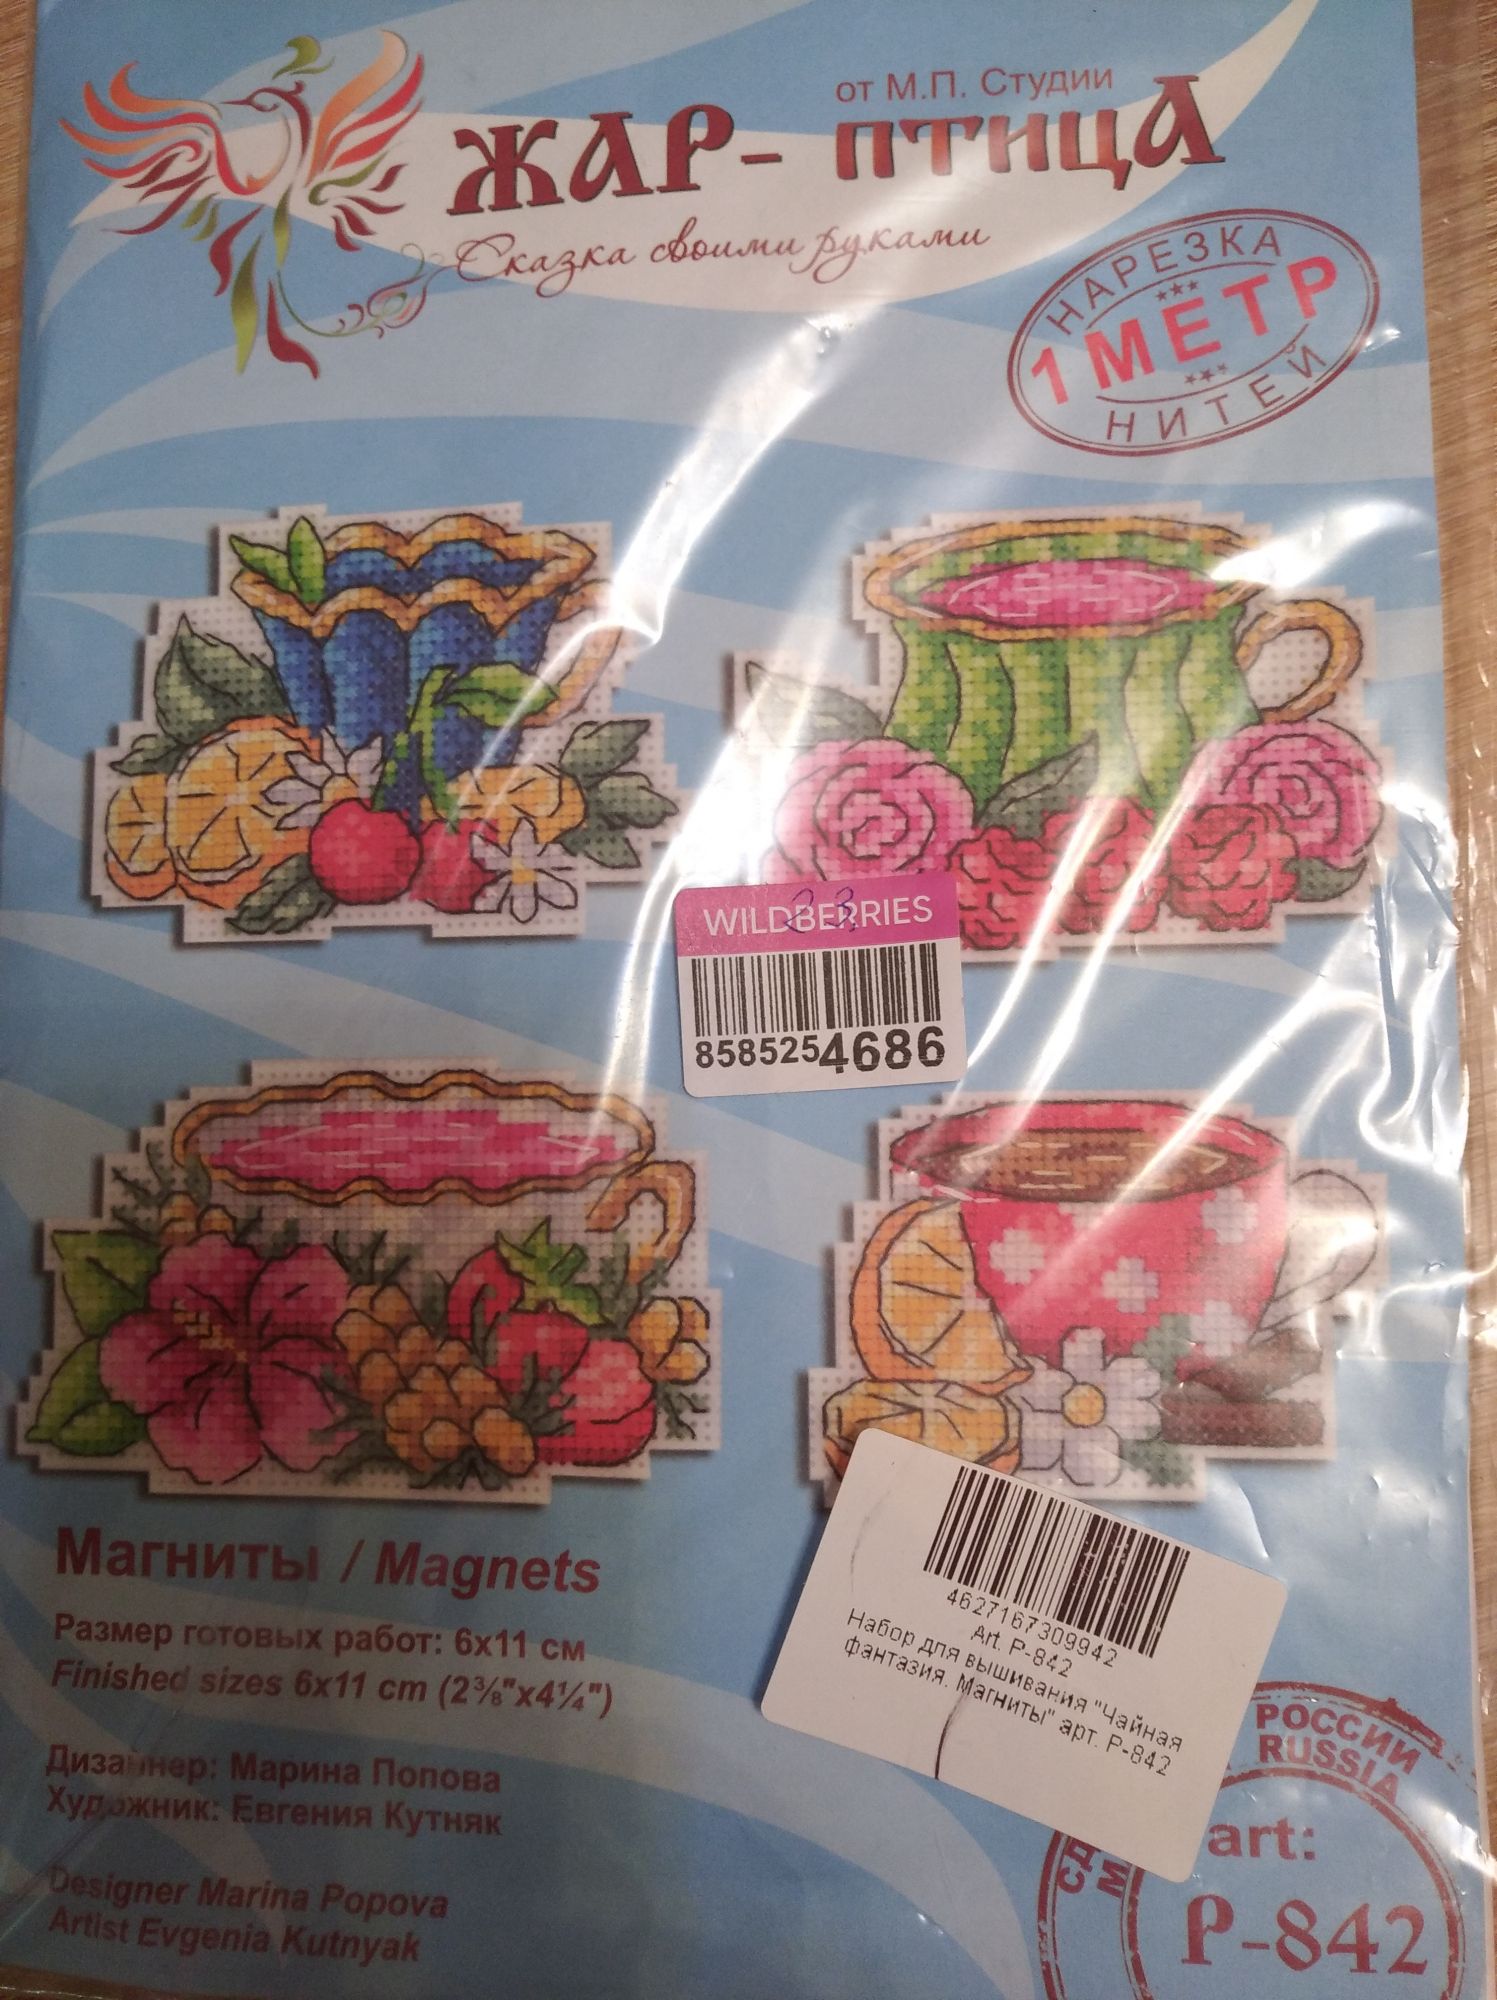 от М.П. Студии
ЖАР- ПТИЦА
Сказка своими руками
НАРЕЗКА
1 МЕТР
НИТЕЙ
WILDBERRIES
23
8585254686
4627167309942
Art. P-842
Набор для вышивания "Чайная
фантазия. Магниты" арт. Р-842
Магниты / Magnets
Размер готовых работ: 6х11 см
Finished sizes 6x11 cm (2⅜"x4¼")
Дизайнер: Марина Попова
Художник: Евгения Кутняк
Designer Marina Popova
Artist Evgenia Kutnyak
РОССИИ
RUSSIA
art:
Р-842